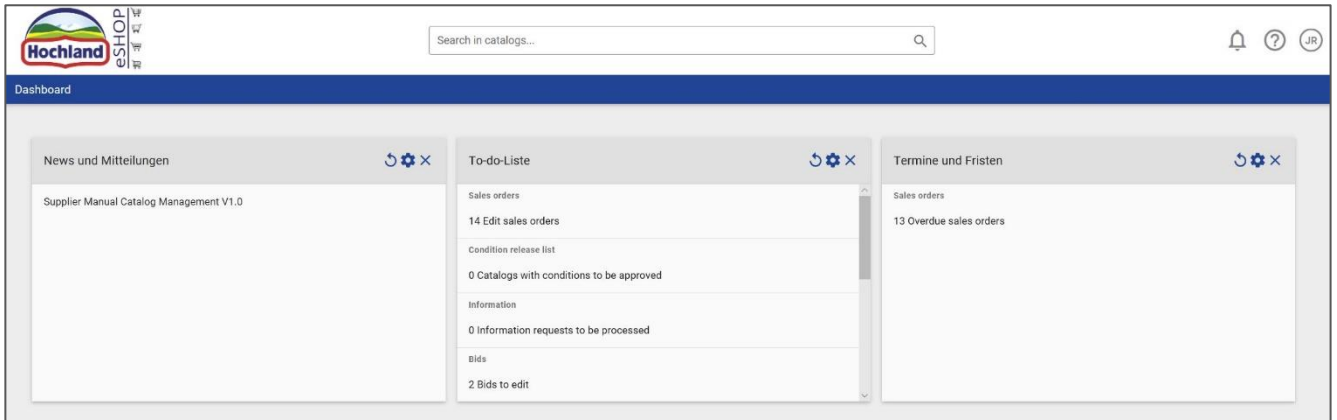 Hochland
eSHOP
Search in catalogs...
JR
Dashboard
News und Mitteilungen
Supplier Manual Catalog Management V1.0
To-do-Liste
Sales orders
14 Edit sales orders
Condition release list
0 Catalogs with conditions to be approved
Information
0 Information requests to be processed
Bids
2 Bids to edit
Termine und Fristen
Sales orders
13 Overdue sales orders